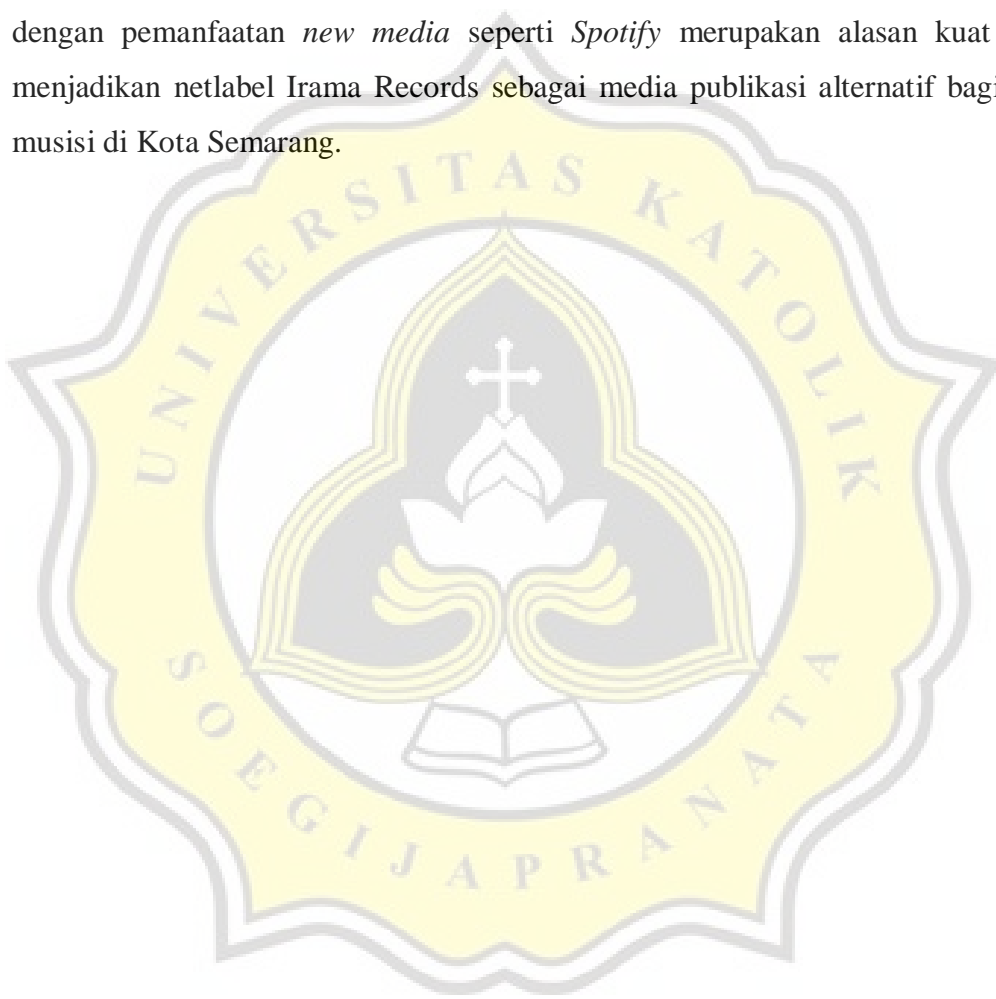 dengan pemanfaatan new media seperti Spotify merupakan alasan kuat
menjadikan netlabel Irama Records sebagai media publikasi alternatif bagi
musisi di Kota Semarang.
UNIVERSITAS KATOLIK
SOEGIJAPRANATA